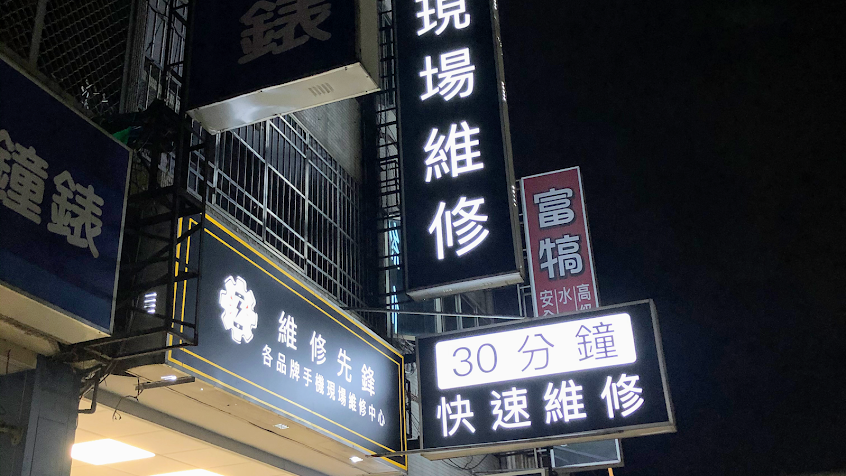 錶
鐘錶
現場維修
維修先鋒
各品牌手機現場維修中心
富犒
水
30分鐘
快速維修